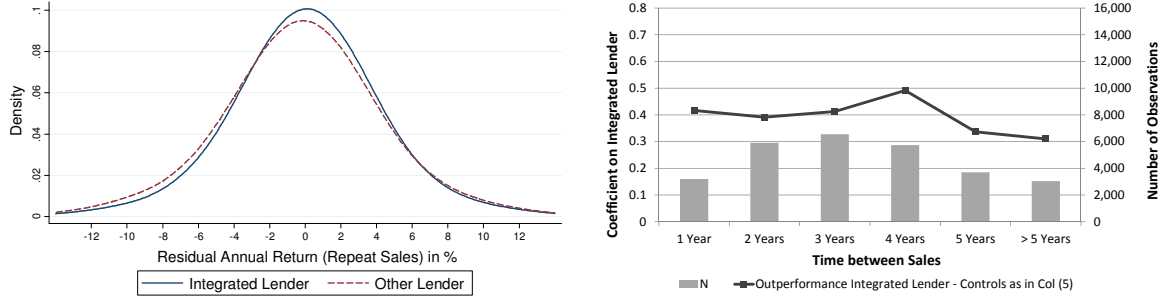 Density
.1
.08
.06
.04
.02
0
-12 -10 -8 -6 -4 -2 0 2 4 6 8 10 12
Residual Annual Return (Repeat Sales) in %
Integrated Lender Other Lender
Coefficient on Integrated Lender
0.8
0.7
0.6
0.5
0.4
0.3
0.2
0.1
0
16,000
14,000
12,000
10,000
8,000
6,000
4,000
2,000
0
Number of Observations
1 Year 2 Years 3 Years 4 Years 5 Years > 5 Years
Time between Sales
N Outperformance Integrated Lender - Controls as in Col (5)